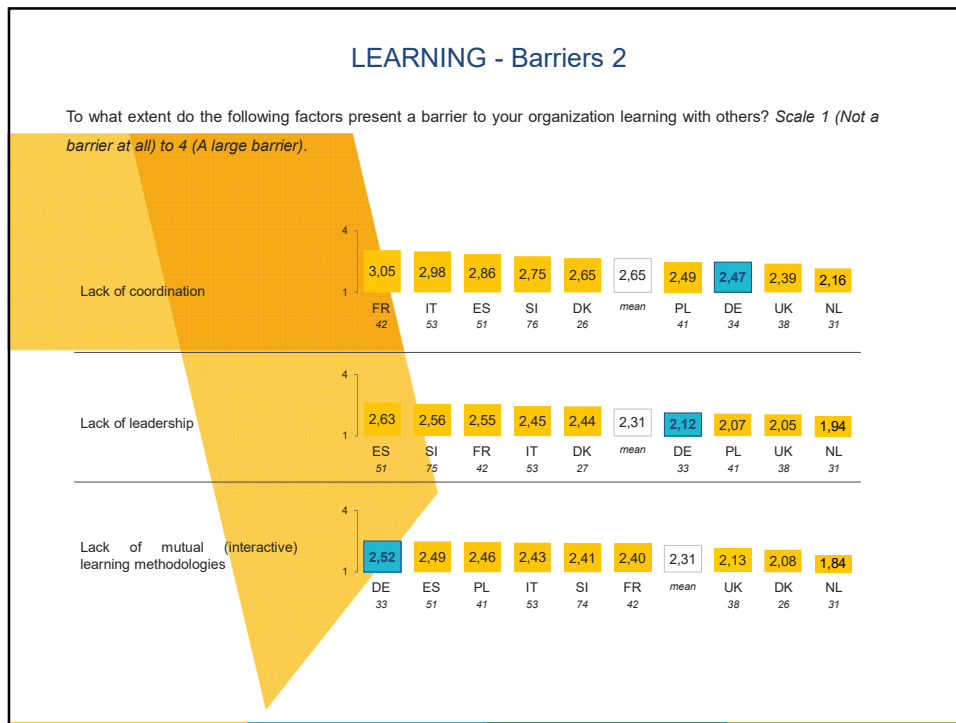 LEARNING - Barriers 2
To what extent do the following factors present a barrier to your organization learning with others? Scale 1 (Not a
barrier at all) to 4 (A large barrier).
4
3,05 2,98 2,86 2,75 2,65 2,65 2,49 2,47 2,39 2,16
Lack of coordination
1
FR IT ES SI DK mean PL DE UK NL
42 53 51 76 26 41 34 38 31
4
2,63 2,56 2,55 2,45 2,44 2,31 2,12 2,07 2,05 1,94
Lack of leadership
1
ES SI FR IT DK mean DE PL UK NL
51 75 42 53 27 33 41 38 31
4
Lack of mutual (interactive)
learning methodologies
2,52 2,49 2,46 2,43 2,41 2,40 2,31 2,13 2,08 1,84
1
DE ES PL IT SI FR mean UK DK NL
33 51 41 53 74 42 38 26 31